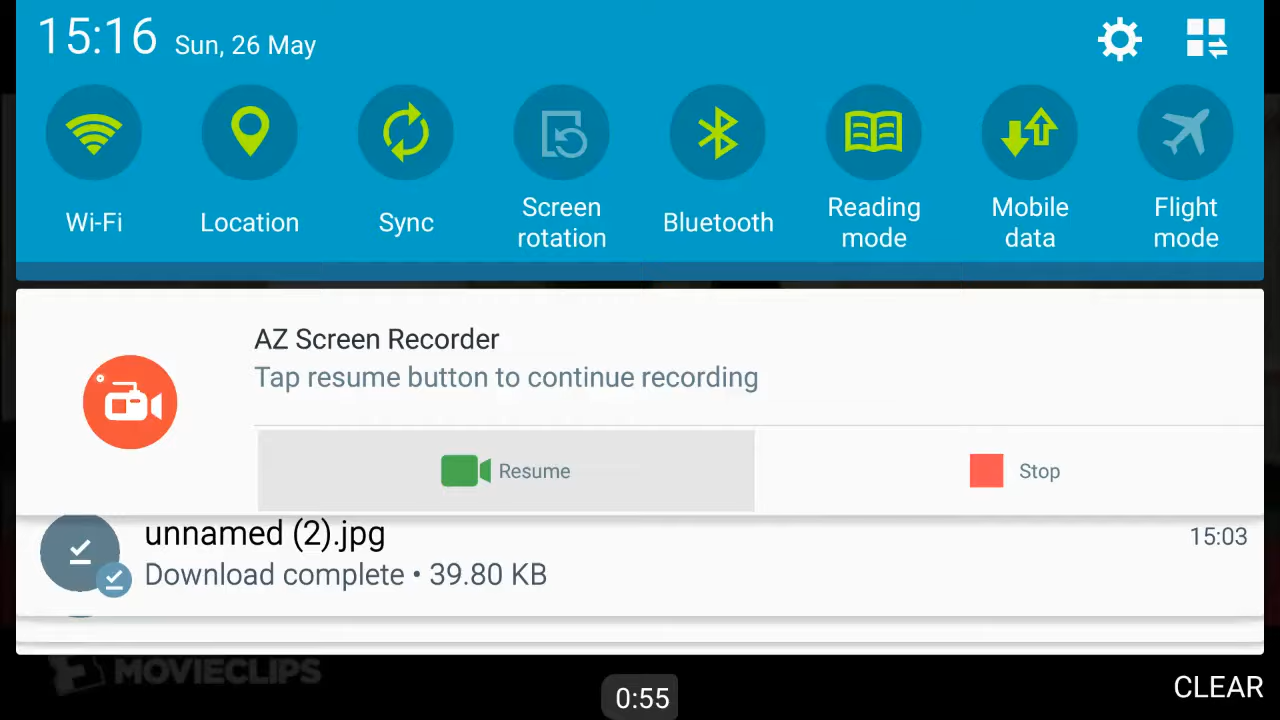 15:16 Sun, 26 May
Wi-Fi Location Sync Screen rotation Bluetooth Reading mode Mobile data Flight mode
AZ Screen Recorder
Tap resume button to continue recording
Resume Stop
unnamed (2).jpg 15:03
Download complete • 39.80 KB
MOVIECLIPS
0:55
CLEAR